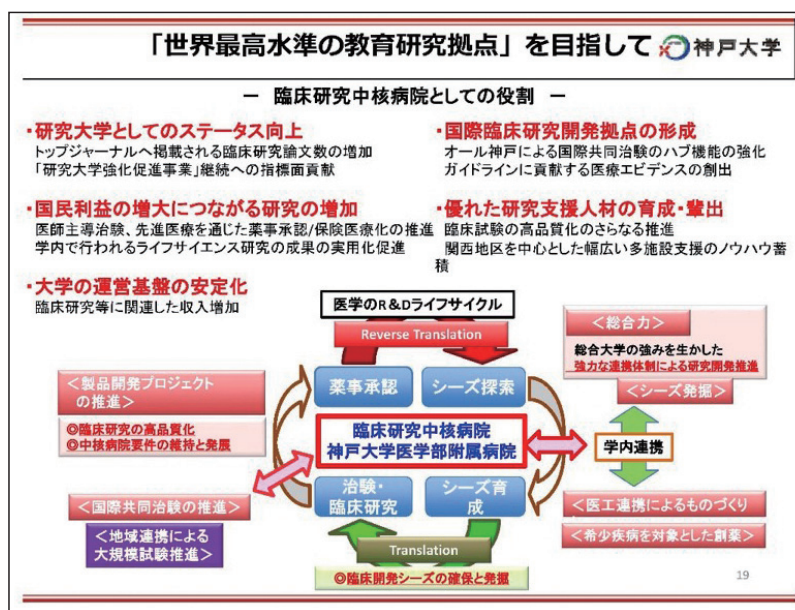 「世界最高水準の教育研究拠点」を目指して 神戸大学
－ 臨床研究中核病院としての役割 －
・研究大学としてのステータス向上
トップジャーナルへ掲載される臨床研究論文数の増加
「研究大学強化促進事業」継続への指標面貢献
・国民利益の増大につながる研究の増加
医師主導治験、先進医療を通じた薬事承認/保険医療化の推進
学内で行われるライフサイエンス研究の成果の実用化促進
・大学の運営基盤の安定化
臨床研究等に関連した収入増加
・国際臨床研究開発拠点の形成
オール神戸による国際共同治験のハブ機能の強化
ガイドラインに貢献する医療エビデンスの創出
・優れた研究支援人材の育成・輩出
臨床試験の高品質化のさらなる推進
関西地区を中心とした幅広い多施設支援のノウハウ蓄
積
医学のR&Dライフサイクル
Reverse Translation
薬事承認
シーズ探索
臨床研究中核病院
神戸大学医学部附属病院
治験・
臨床研究
シーズ育
成
Translation
◎臨床開発シーズの確保と発掘
＜製品開発プロジェクト
の推進＞
◎臨床研究の高品質化
◎中核病院要件の維持と発展
＜国際共同治験の推進＞
＜地域連携による
大規模試験推進＞
＜総合力＞
総合大学の強みを生かした
強力な連携体制による研究開発推進
＜シーズ発掘＞
学内連携
＜医工連携によるものづくり＞
＜希少疾病を対象とした創薬＞
19